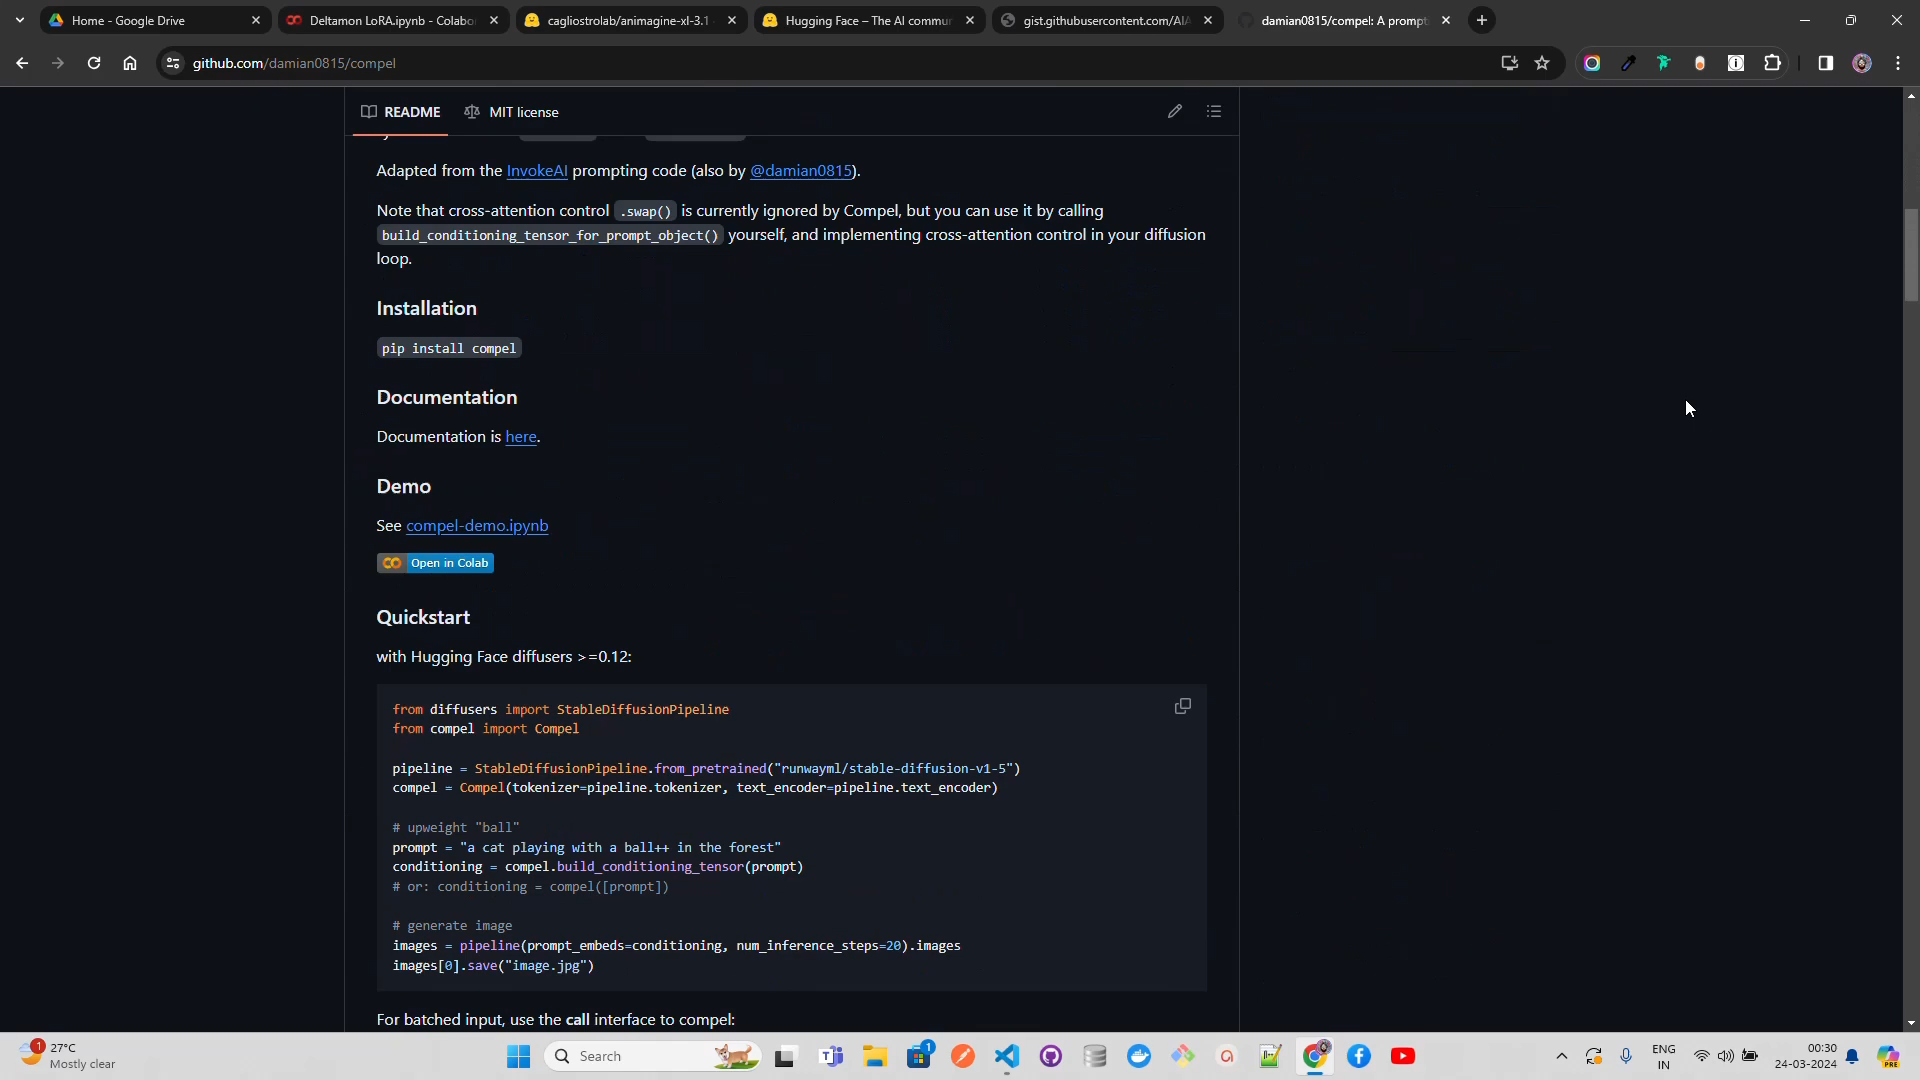 Home - Google Drive
Deltamon LoRA.ipynb - Colabo
cagliostrolab/animagine-xl-3.1
Hugging Face – The AI commu
gist.githubusercontent.com/AIA
damian0815/compel: A prompt
github.com/damian0815/compel
README
MIT license
Adapted from the InvokeAI prompting code (also by @damian0815).
Note that cross-attention control .swap() is currently ignored by Compel, but you can use it by calling
build_conditioning_tensor_for_prompt_object() yourself, and implementing cross-attention control in your diffusion
loop.
Installation
pip install compel
Documentation
Documentation is here.
Demo
See compel-demo.ipynb
Open in Colab
Quickstart
with Hugging Face diffusers >=0.12:
from diffusers import StableDiffusionPipeline
from compel import Compel
pipeline = StableDiffusionPipeline.from_pretrained("runwayml/stable-diffusion-v1-5")
compel = Compel(tokenizer=pipeline.tokenizer, text_encoder=pipeline.text_encoder)
# upweight "ball"
prompt = "a cat playing with a ball++ in the forest"
conditioning = compel.build_conditioning_tensor(prompt)
# or: conditioning = compel([prompt])
# generate image
images = pipeline(prompt_embeds=conditioning, num_inference_steps=20).images
images[0].save("image.jpg")
For batched input, use the call interface to compel:
1
27°C
Mostly clear
Search
1
ENG
IN
00:30
24-03-2024
PRE